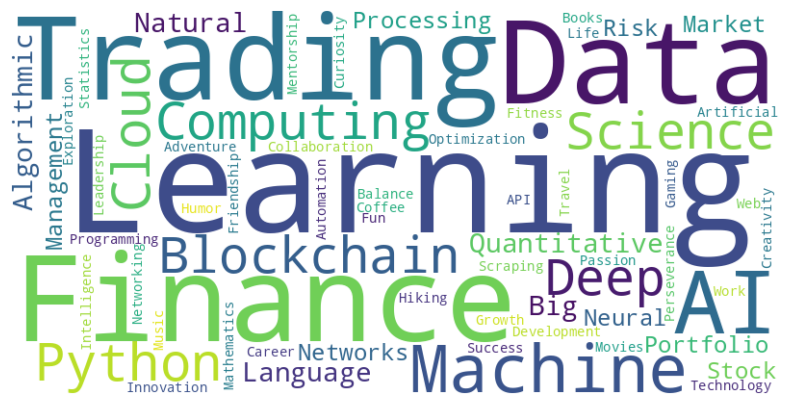 Natural
Processing
Books
Life
Risk
Market
Trading
Data
Algorithmic
Statistics
Mentorship
Curiosity
Exploration
Cloud
Computing
Fitness
Artificial
Science
Management
Leadership
Adventure
Collaboration
Optimization
Learning
Friendship
Automation
Humor
Balance
Coffee
Fun
API
Travel
Gaming
Web
Creativity
Programming
Blockchain
Quantitative
Perseverance
Intelligence
Networking
Finance
Scraping
Passion
Deep
AI
Hiking
Big
Work
Music
Mathematics
Growth
Neural
Development
Python
Career
Networks
Success
Movies
Portfolio
Machine
Language
Stock
Innovation
Technology